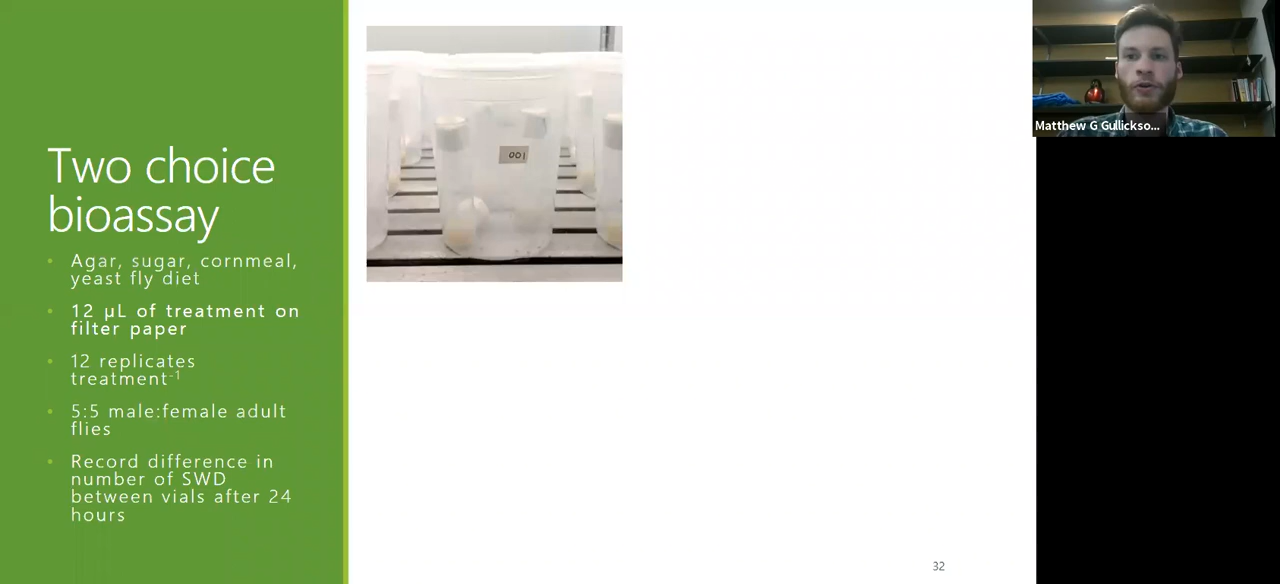 Two choice
bioassay
• Agar, sugar, cornmeal,
yeast fly diet
• 12 µL of treatment on
filter paper
• 12 replicates
treatment⁻¹
• 5:5 male:female adult
flies
• Record difference in
number of SWD
between vials after 24
hours
001
32
Matthew G Gullickso...